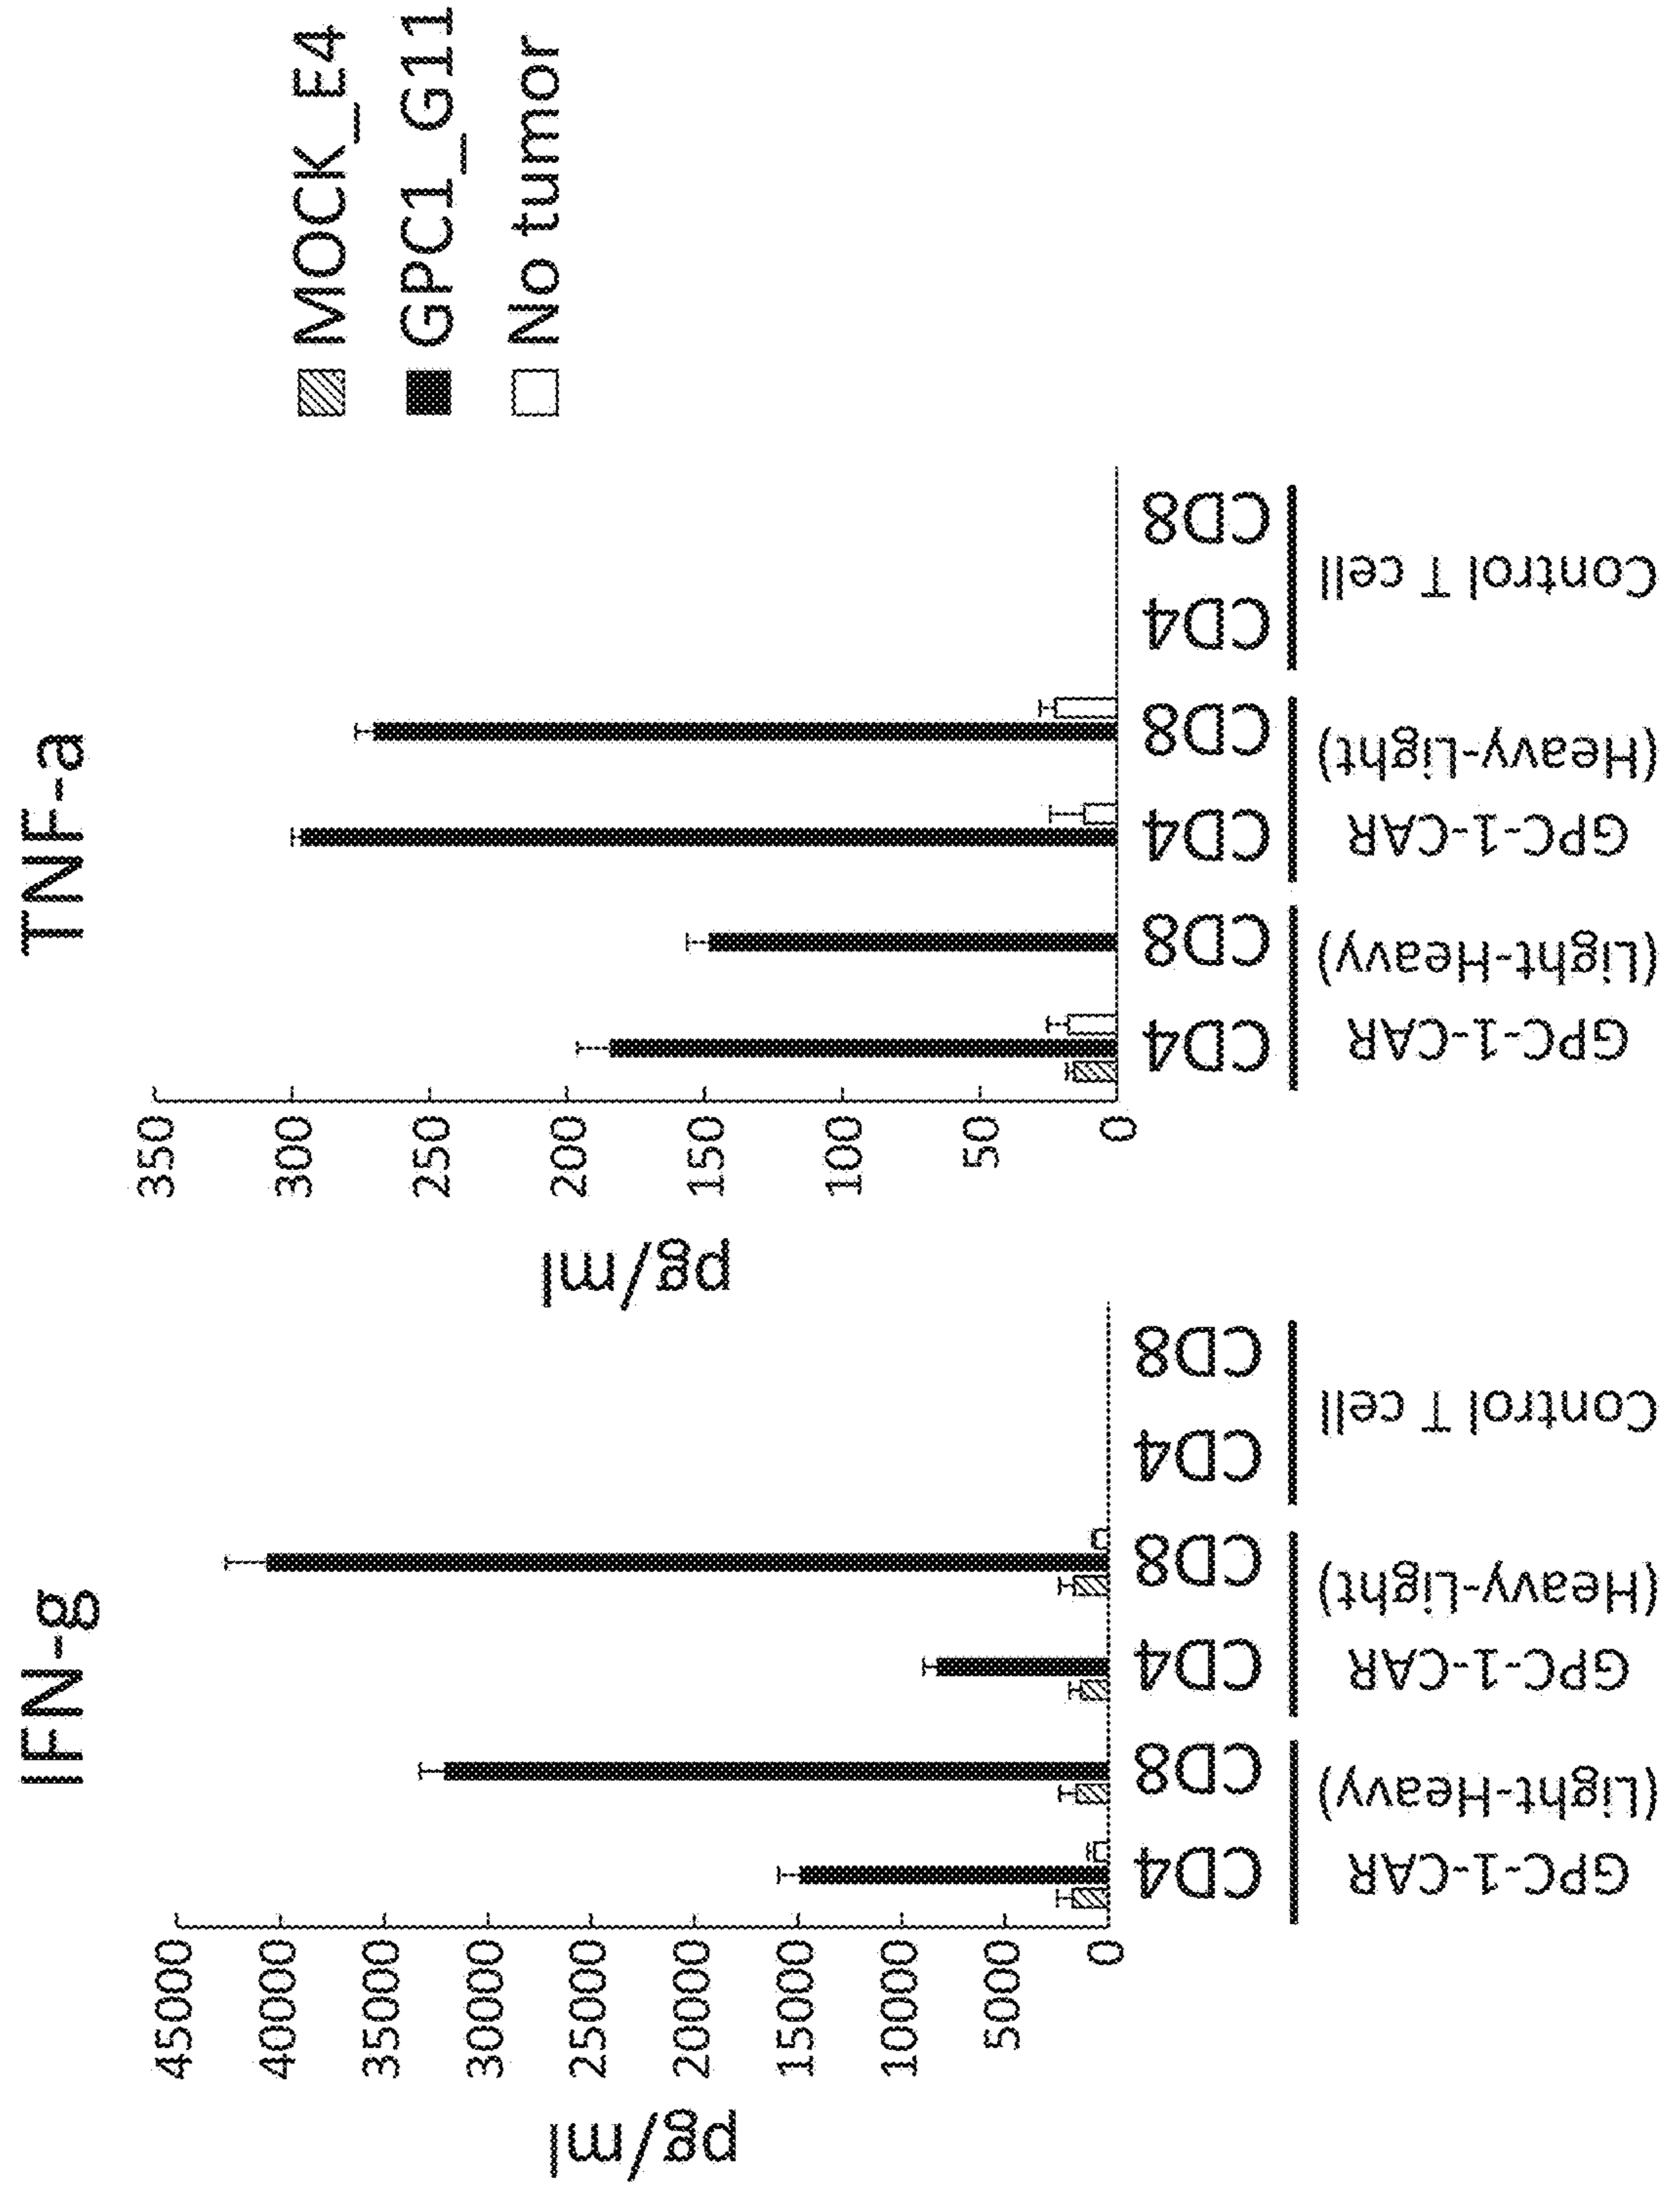 IFN-g
pg/ml
45000
40000
35000
30000
25000
20000
15000
10000
5000
0
CD4 CD8 CD4 CD8 CD4 CD8
GPC-1-CAR
(Light-Heavy)
GPC-1-CAR
(Heavy-Light)
Control T cell
TNF-a
pg/ml
350
300
250
200
150
100
50
0
CD4 CD8 CD4 CD8 CD4 CD8
GPC-1-CAR
(Light-Heavy)
GPC-1-CAR
(Heavy-Light)
Control T cell
MOCK_E4
GPC1_G11
No tumor